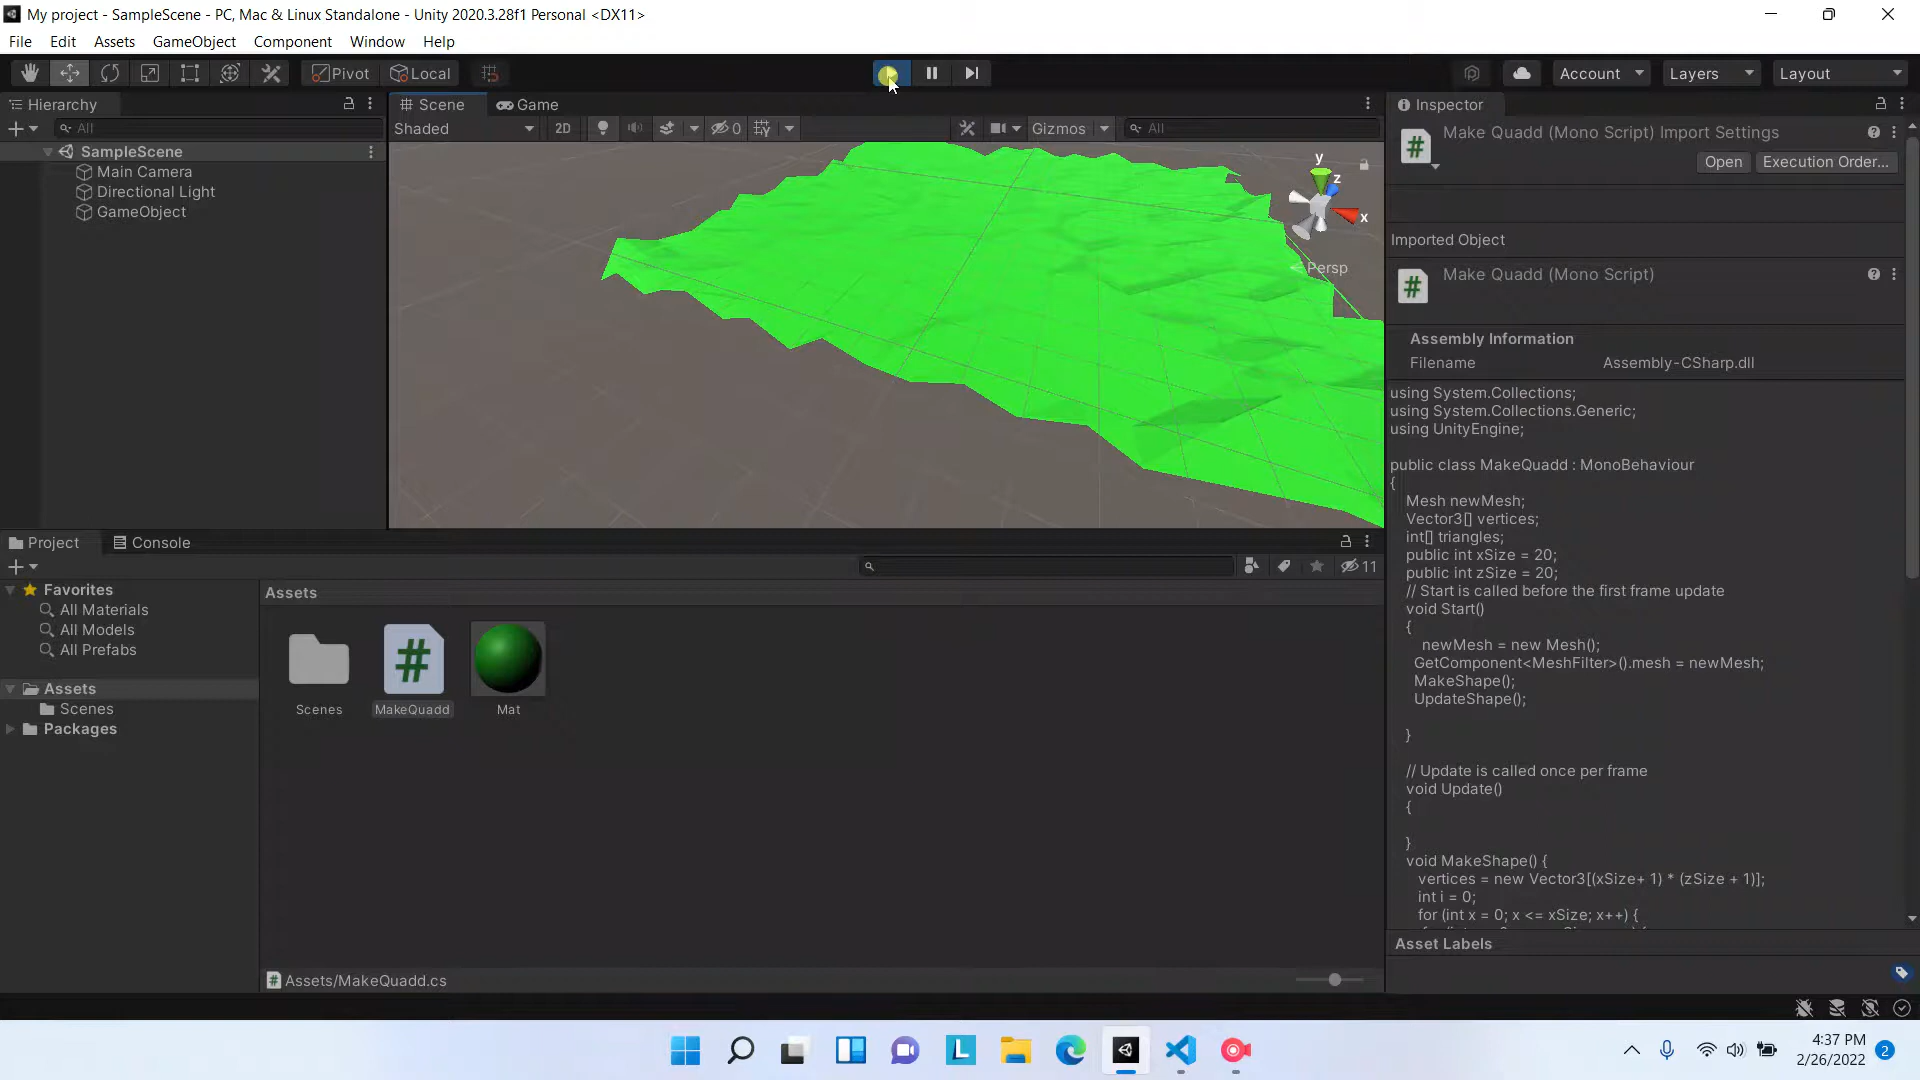 My project - SampleScene - PC, Mac & Linux Standalone - Unity 2020.3.28f1 Personal <DX11>
File Edit Assets GameObject Component Window Help
Pivot Local
Account Layers Layout
Hierarchy
All
SampleScene
Main Camera
Directional Light
GameObject
Scene Game
Shaded 2D 0 Gizmos All
y
z
x
Persp
Inspector
Make Quadd (Mono Script) Import Settings
Open Execution Order...
Imported Object
Make Quadd (Mono Script)
Assembly Information
Filename Assembly-CSharp.dll
using System.Collections;
using System.Collections.Generic;
using UnityEngine;
public class MakeQuadd : MonoBehaviour
{
Mesh newMesh;
Vector3[] vertices;
int[] triangles;
public int xSize = 20;
public int zSize = 20;
// Start is called before the first frame update
void Start()
{
newMesh = new Mesh();
GetComponent<MeshFilter>().mesh = newMesh;
MakeShape();
UpdateShape();
}
// Update is called once per frame
void Update()
{
}
void MakeShape() {
vertices = new Vector3[(xSize+ 1) * (zSize + 1)];
int i = 0;
for (int x = 0; x <= xSize; x++) {
Asset Labels
Project Console
11
Favorites
All Materials
All Models
All Prefabs
Assets
Scenes
Packages
Assets
Scenes MakeQuadd Mat
Assets/MakeQuadd.cs
4:37 PM
2/26/2022
2